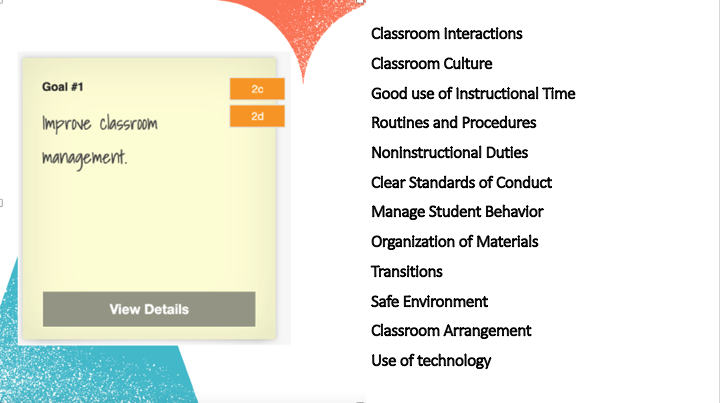 Goal #1
2c
2d
Improve classroom
management.
View Details
Classroom Interactions
Classroom Culture
Good use of Instructional Time
Routines and Procedures
Noninstructional Duties
Clear Standards of Conduct
Manage Student Behavior
Organization of Materials
Transitions
Safe Environment
Classroom Arrangement
Use of technology